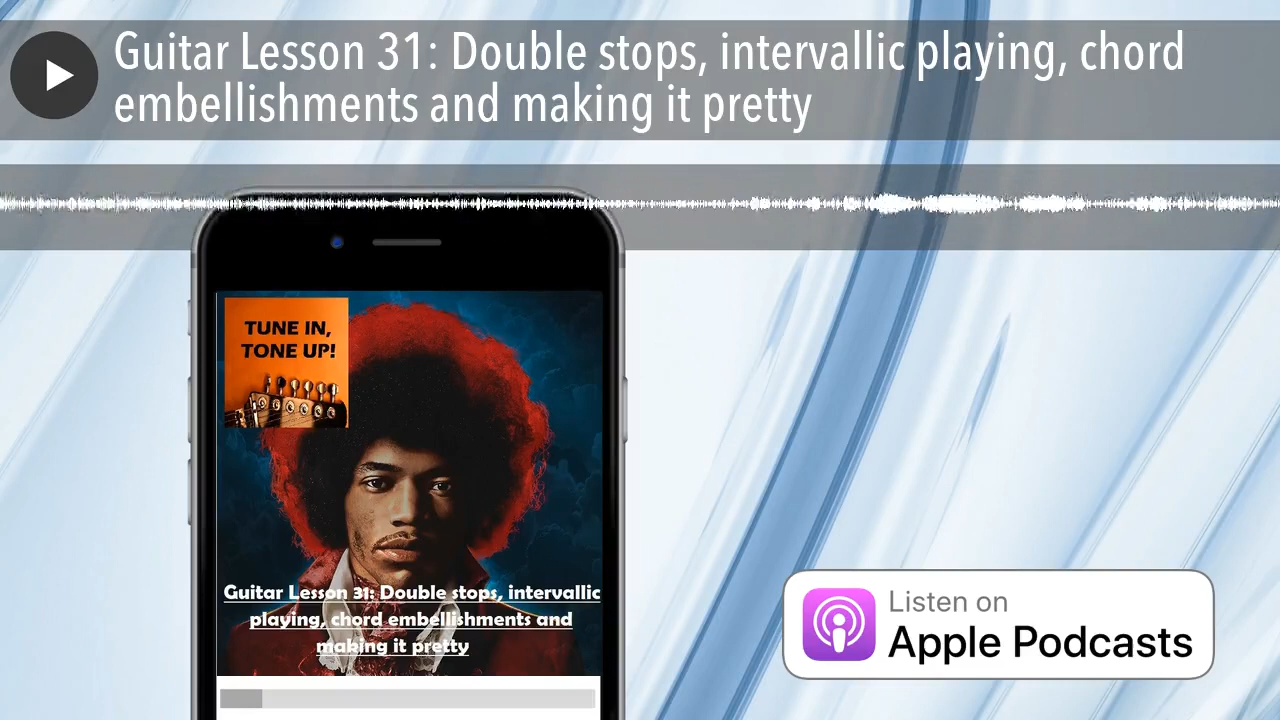 Guitar Lesson 31: Double stops, intervallic playing, chord
embellishments and making it pretty
TUNE IN,
TONE UP!
Guitar Lesson 31: Double stops, intervallic
playing, chord embellishments and
making it pretty
Listen on
Apple Podcasts